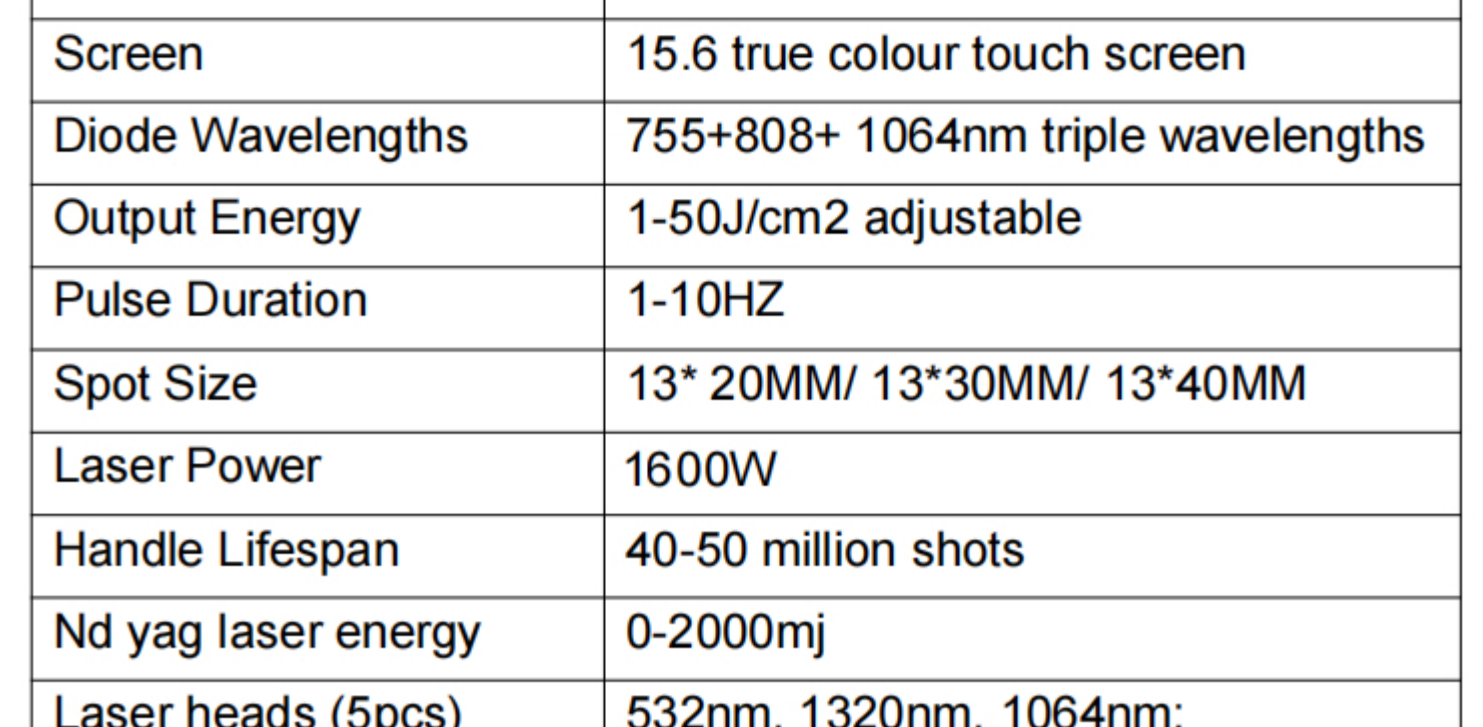 Screen 15.6 true colour touch screen
Diode Wavelengths 755+808+ 1064nm triple wavelengths
Output Energy 1-50J/cm2 adjustable
Pulse Duration 1-10HZ
Spot Size 13* 20MM/ 13*30MM/ 13*40MM
Laser Power 1600W
Handle Lifespan 40-50 million shots
Nd yag laser energy 0-2000mj
Laser heads (5pcs) 532nm, 1320nm, 1064nm;